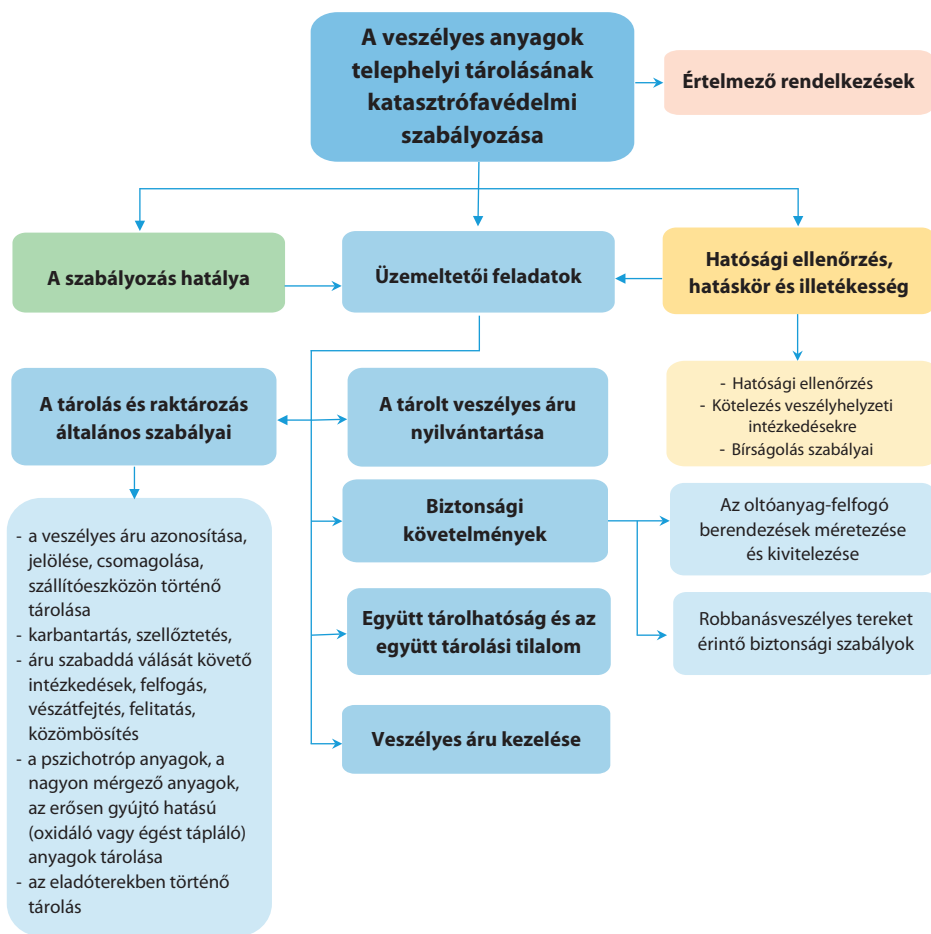 A veszélyes anyagok
telephelyi tárolásának
katasztrófavédelmi
szabályozása
Értelmező rendelkezések
A szabályozás hatálya
Üzemeltetői feladatok
Hatósági ellenőrzés,
hatáskör és illetékesség
- Hatósági ellenőrzés
- Kötelezés veszélyhelyzeti
intézkedésekre
- Bírságolás szabályai
A tárolás és raktározás
általános szabályai
A tárolt veszélyes áru
nyilvántartása
Biztonsági
követelmények
Az oltóanyag-felfogó
berendezések méretezése
és kivitelezése
Robbanásveszélyes tereket
érintő biztonsági szabályok
Együtt tárolhatóság és az
együtt tárolási tilalom
Veszélyes áru kezelése
- a veszélyes áru azonosítása,
jelölése, csomagolása,
szállítóeszközön történő
tárolása
- karbantartás, szellőztetés,
- áru szabaddá válását követő
intézkedések, felfogás,
vészátfejtés, felitatás,
közömbösítés
- a pszichotróp anyagok, a
nagyon mérgező anyagok,
az erősen gyújtó hatású
(oxidáló vagy égést tápláló)
anyagok tárolása
- az eladóterekben történő
tárolás